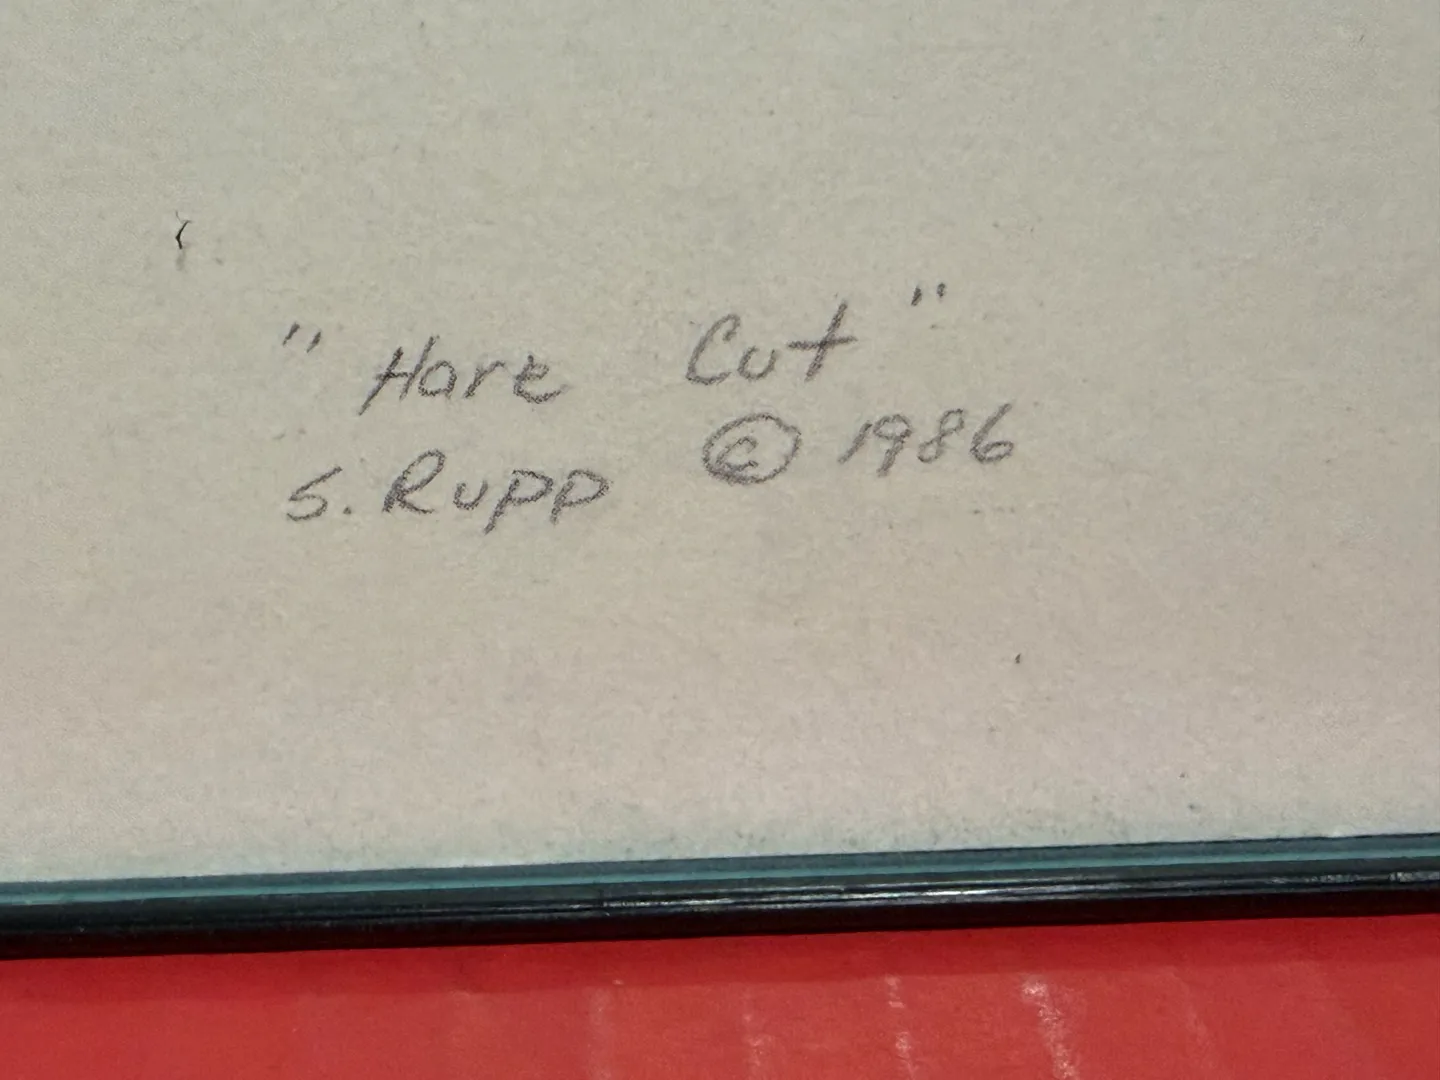 "Hare Cut"
S. Rupp © 1986